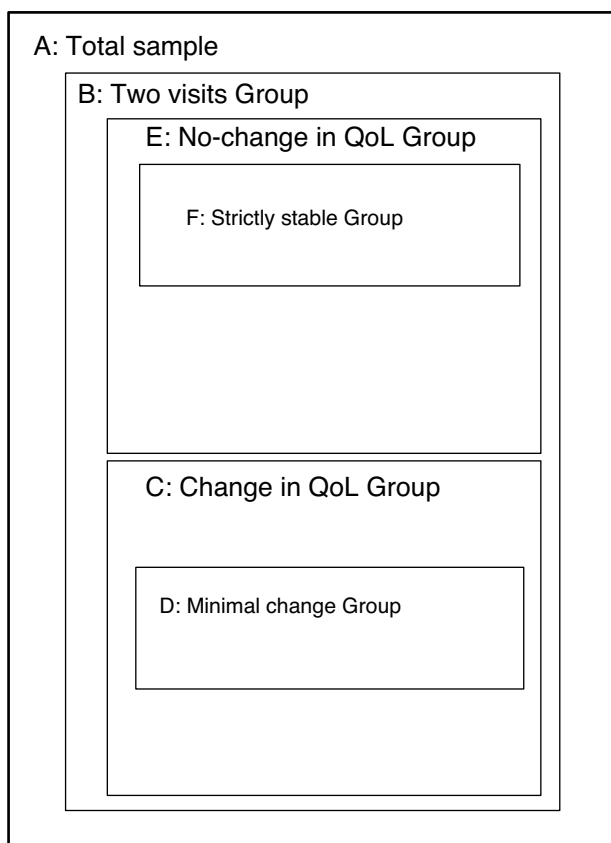 A: Total sample
B: Two visits Group
E: No-change in QoL Group
F: Strictly stable Group
C: Change in QoL Group
D: Minimal change Group